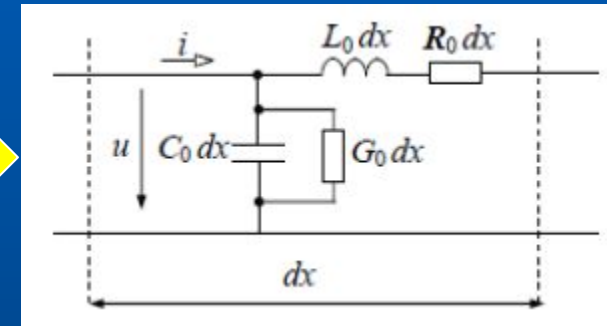 i
L₀ dx
R₀ dx
u
C₀ dx
G₀ dx
dx